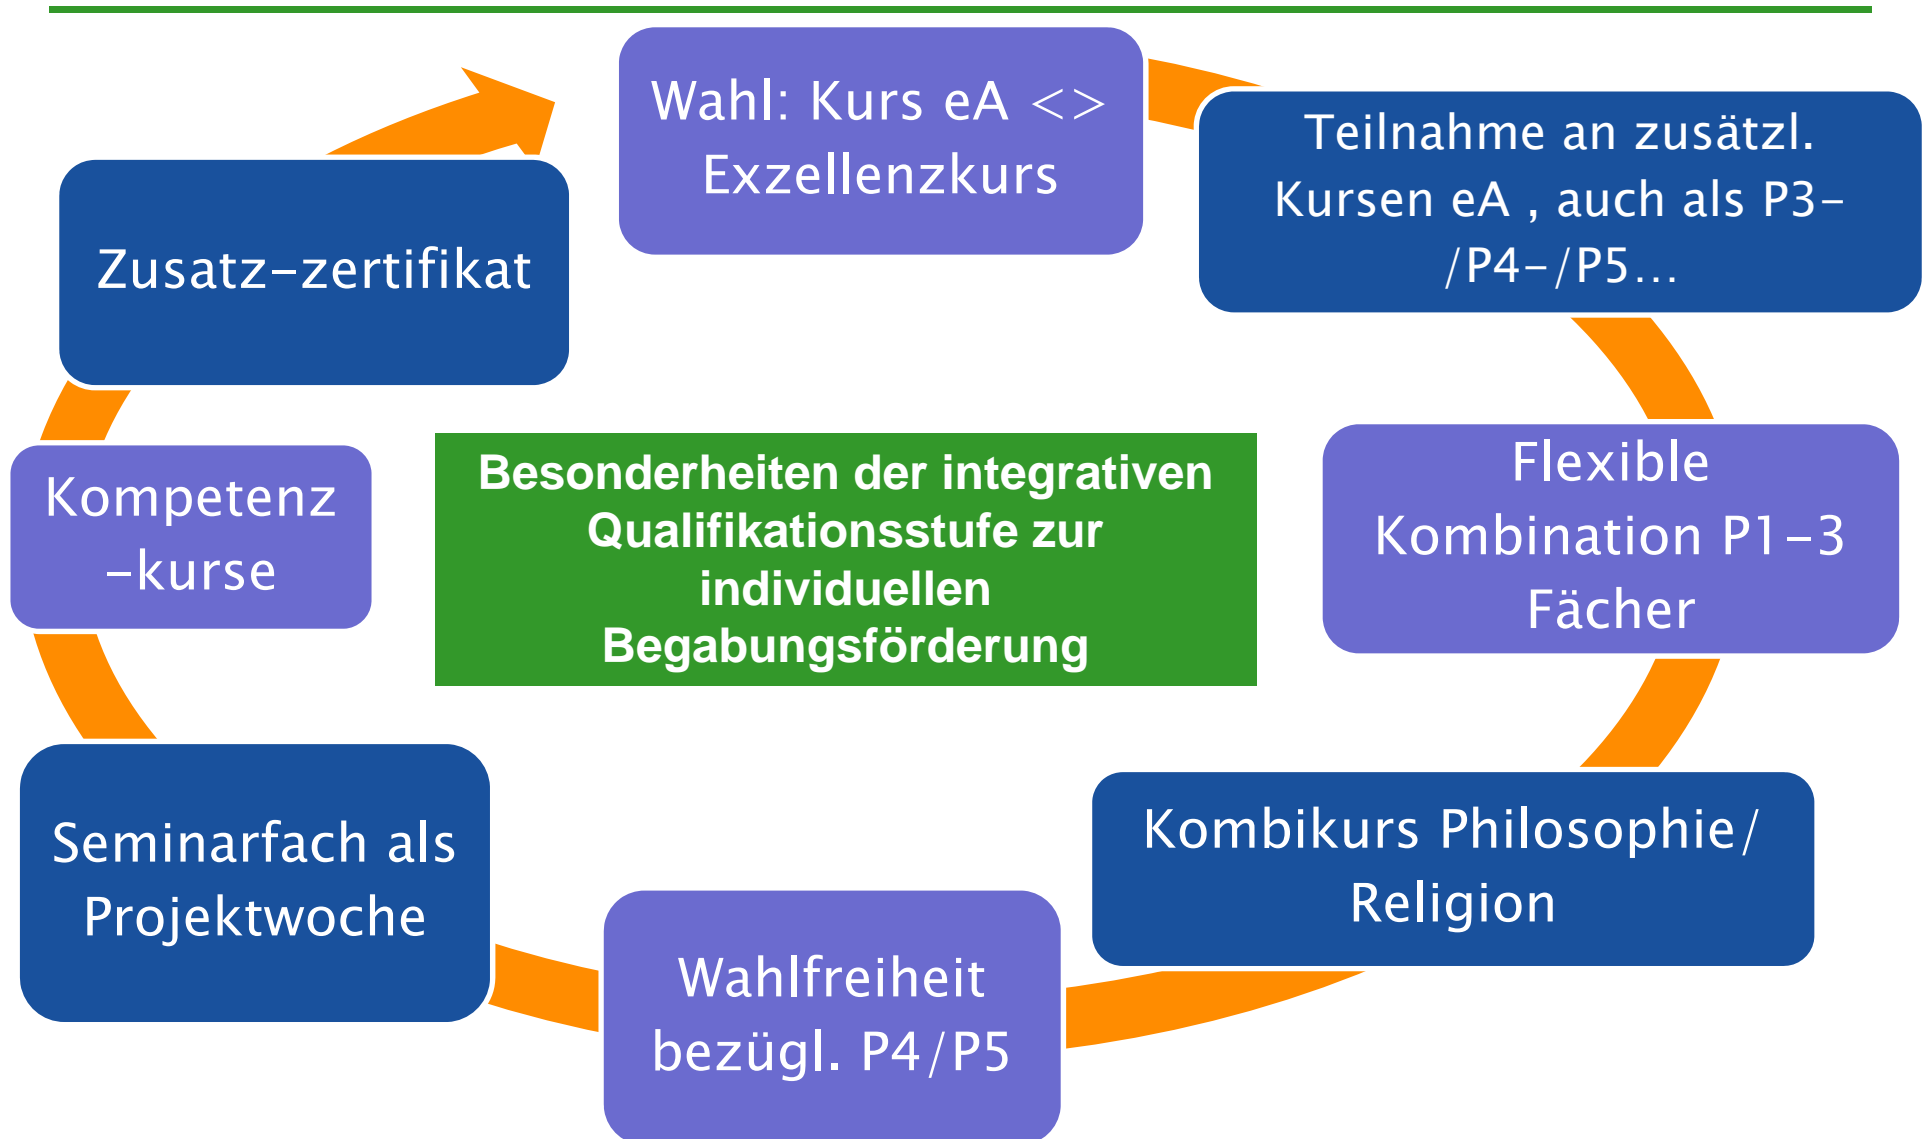 Wahl: Kurs eA <>
Exzellenzkurs
Teilnahme an zusätzl.
Kursen eA , auch als P3-
/P4-/P5…
Flexible
Kombination P1-3
Fächer
Kombikurs Philosophie/
Religion
Wahlfreiheit
bezügl. P4/P5
Seminarfach als
Projektwoche
Kompetenz
-kurse
Zusatz-zertifikat
Besonderheiten der integrativen
Qualifikationsstufe zur
individuellen
Begabungsförderung